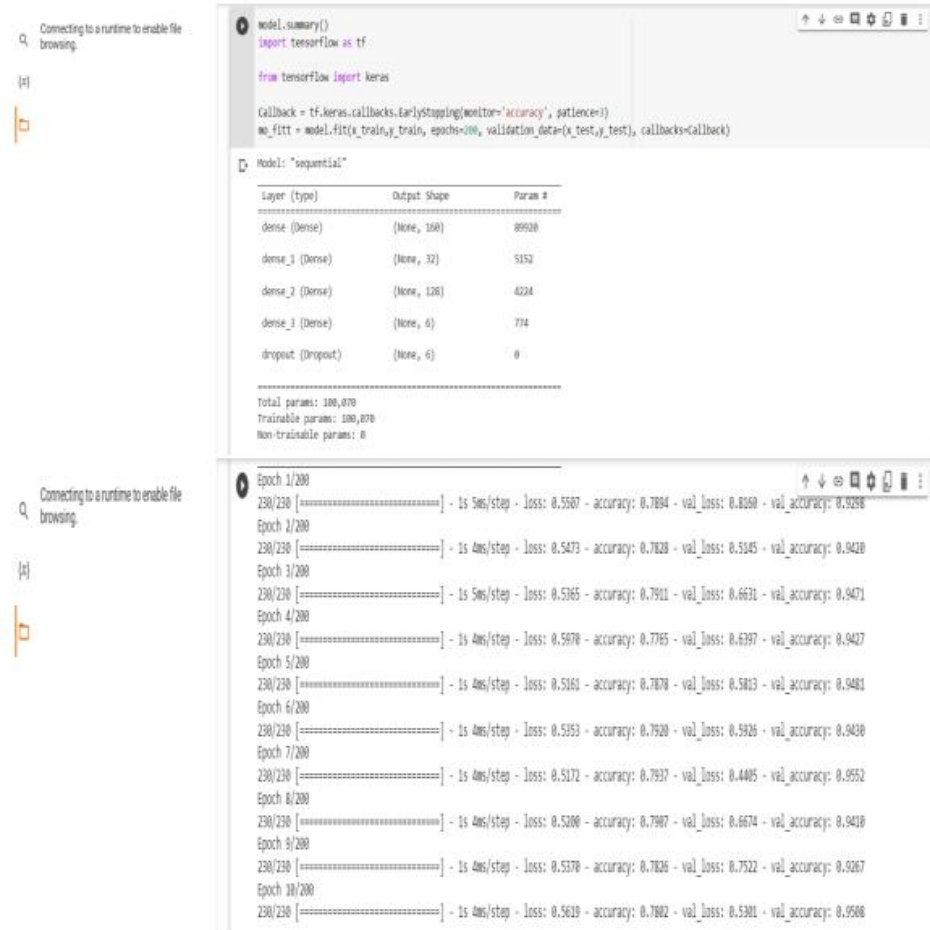 Connecting to a runtime to enable file
browsing.
{x}
model.summary()
import tensorflow as tf
from tensorflow import keras
Callback = tf.keras.callbacks.EarlyStopping(monitor='accuracy', patience=3)
mo_fitt = model.fit(x_train,y_train, epochs=200, validation_data=(x_test,y_test), callbacks=Callback)
Model: "sequential"
Layer (type) Output Shape Param #
dense (Dense) (None, 160) 89920
dense_1 (Dense) (None, 32) 5152
dense_2 (Dense) (None, 128) 4224
dense_3 (Dense) (None, 6) 774
dropout (Dropout) (None, 6) 0
Total params: 100,070
Trainable params: 100,070
Non-trainable params: 0
Connecting to a runtime to enable file
browsing.
{x}
Epoch 1/200
230/230 [==============================] - 1s 5ms/step - loss: 0.5507 - accuracy: 0.7894 - val_loss: 0.8160 - val_accuracy: 0.9298
Epoch 2/200
230/230 [==============================] - 1s 4ms/step - loss: 0.5473 - accuracy: 0.7828 - val_loss: 0.5145 - val_accuracy: 0.9420
Epoch 3/200
230/230 [==============================] - 1s 5ms/step - loss: 0.5365 - accuracy: 0.7911 - val_loss: 0.6631 - val_accuracy: 0.9471
Epoch 4/200
230/230 [==============================] - 1s 4ms/step - loss: 0.5970 - accuracy: 0.7765 - val_loss: 0.6397 - val_accuracy: 0.9427
Epoch 5/200
230/230 [==============================] - 1s 4ms/step - loss: 0.5161 - accuracy: 0.7878 - val_loss: 0.5813 - val_accuracy: 0.9481
Epoch 6/200
230/230 [==============================] - 1s 4ms/step - loss: 0.5353 - accuracy: 0.7920 - val_loss: 0.5926 - val_accuracy: 0.9430
Epoch 7/200
230/230 [==============================] - 1s 4ms/step - loss: 0.5172 - accuracy: 0.7937 - val_loss: 0.4405 - val_accuracy: 0.9552
Epoch 8/200
230/230 [==============================] - 1s 4ms/step - loss: 0.5200 - accuracy: 0.7907 - val_loss: 0.6674 - val_accuracy: 0.9410
Epoch 9/200
230/230 [==============================] - 1s 4ms/step - loss: 0.5370 - accuracy: 0.7826 - val_loss: 0.7522 - val_accuracy: 0.9267
Epoch 10/200
230/230 [==============================] - 1s 4ms/step - loss: 0.5619 - accuracy: 0.7802 - val_loss: 0.5301 - val_accuracy: 0.9508